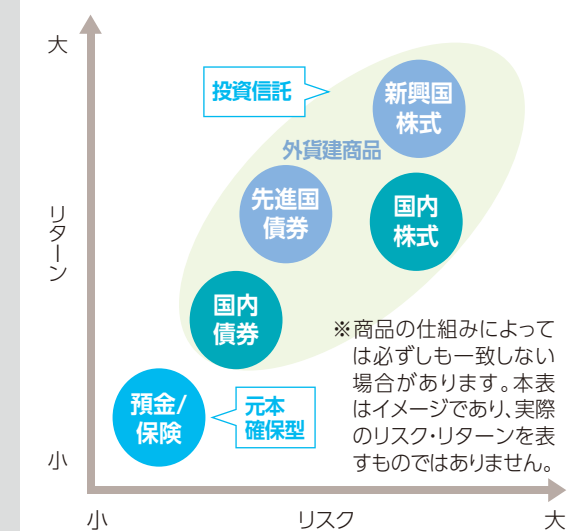 大
投資信託
新興国
株式
外貨建商品
先進国
債券
国内
株式
リターン
国内
債券
※商品の仕組みによって
は必ずしも一致しない
場合があります。本表
はイメージであり、実際
のリスク・リターンを表
すものではありません。
預金/
保険
元本
確保型
小
小
リスク
大